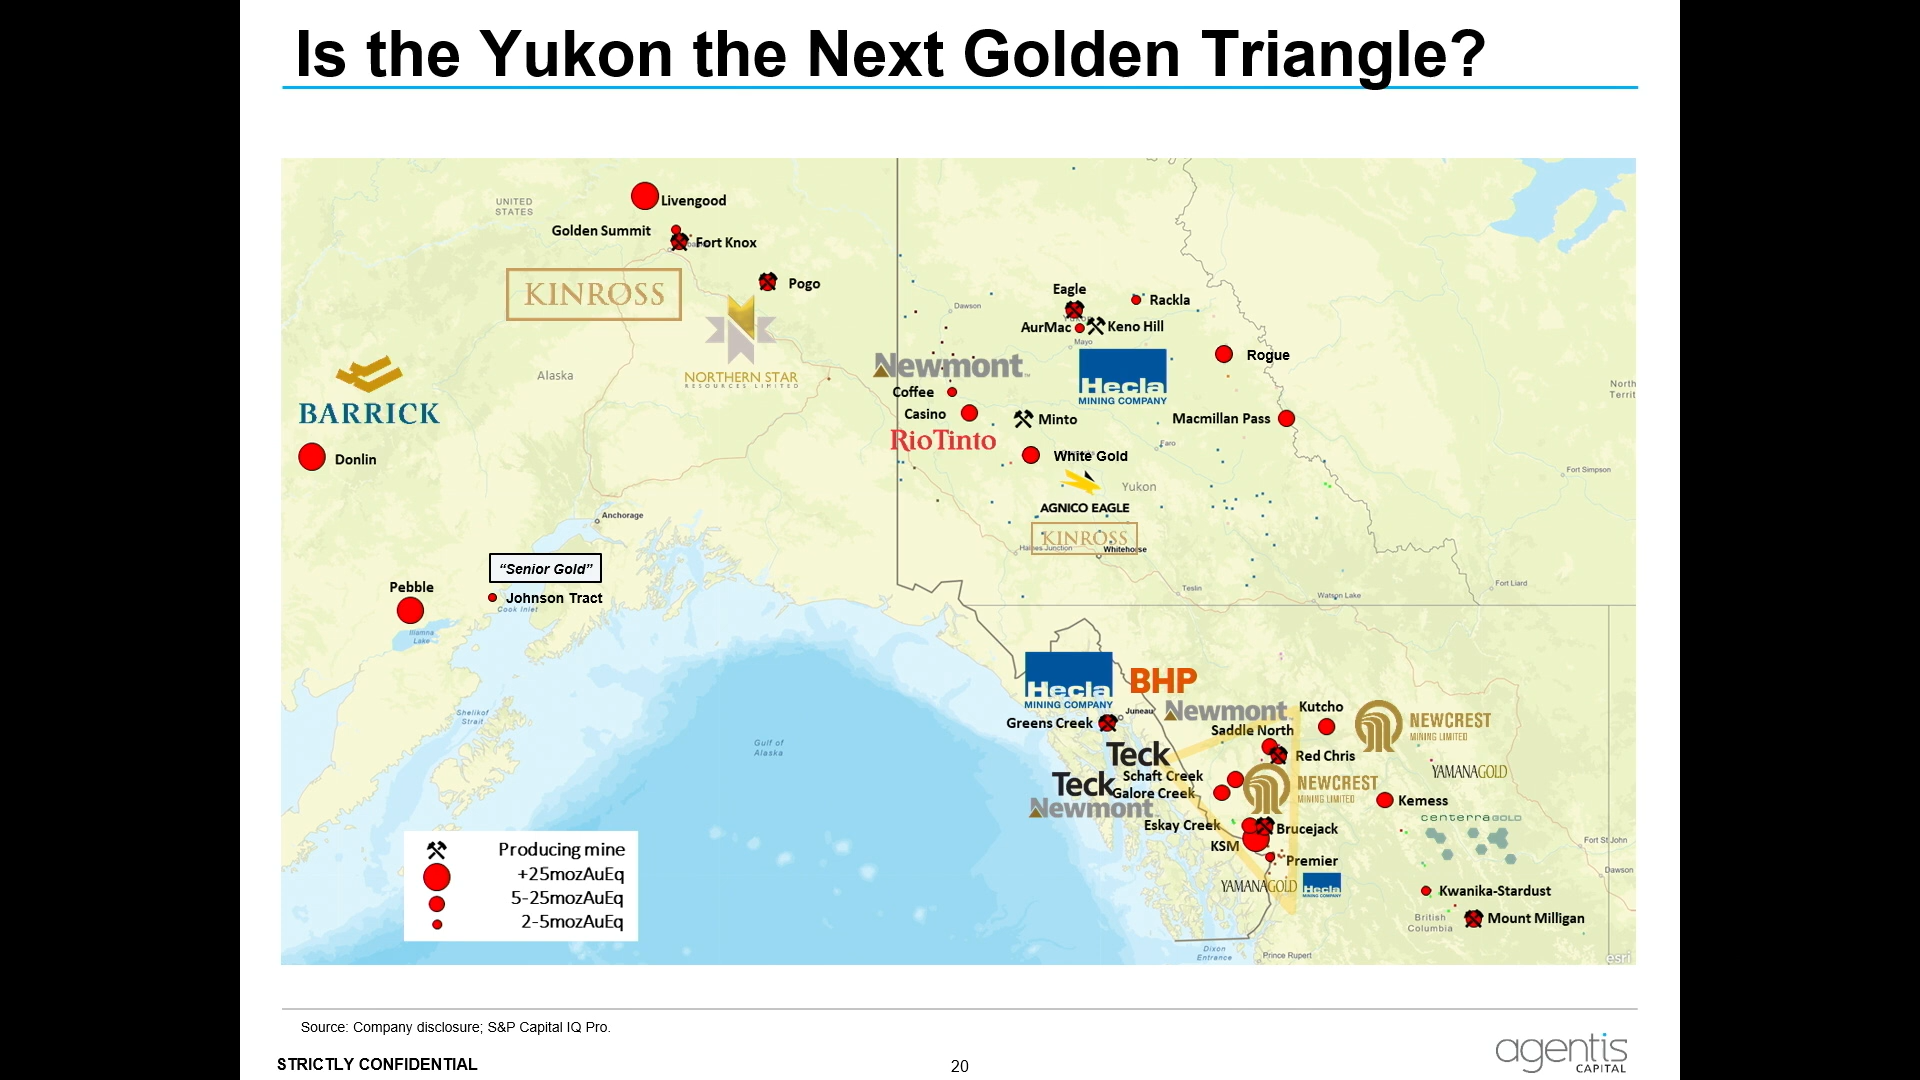 Is the Yukon the Next Golden Triangle?
UNITED
STATES
Livengood
Golden Summit
Fort Knox
KINROSS
Pogo
NORTHERN STAR
RESOURCES LIMITED
BARRICK
Alaska
Donlin
Anchorage
"Senior Gold"
Johnson Tract
Cook Inlet
Pebble
Iliamna
Lake
Shelikof
Strait
Gulf of
Alaska
Dawson
Eagle
Rackla
Yukon
AurMac
Keno Hill
Mayo
Newmont
Hecla
MINING COMPANY
Rogue
Coffee
Casino
RioTinto
Minto
Macmillan Pass
Faro
White Gold
Yukon
AGNICO EAGLE
KINROSS
Haines Junction
Whitehorse
North
Territ
Fort Simpson
Fort Liard
Teslin
Watson Lake
Hecla
MINING COMPANY
BHP
Greens Creek
Juneau
Newmont
Kutcho
Saddle North
NEWCREST
MINING LIMITED
Teck
Red Chris
YAMANAGOLD
Teck
Schaft Creek
Galore Creek
NEWCREST
MINING LIMITED
Newmont
Kemess
centerraGOLD
Eskay Creek
Brucejack
KSM
Premier
Fort St John
YAMANAGOLD
Hecla
MINING COMPANY
Dawson
Kwanika-Stardust
British
Columbia
Mount Milligan
Dixon
Entrance
Prince Rupert
esri
Producing mine
+25mozAuEq
5-25mozAuEq
2-5mozAuEq
Source: Company disclosure; S&P Capital IQ Pro.
STRICTLY CONFIDENTIAL
20
agentis
CAPITAL